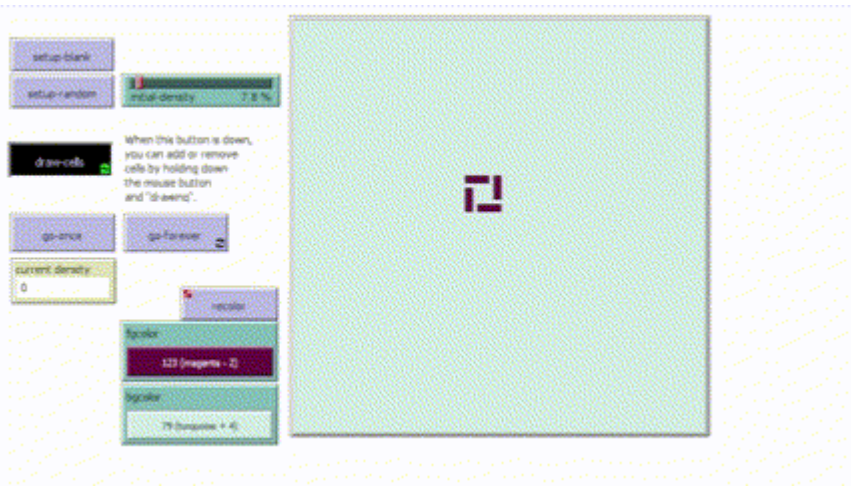 setup-blank
setup-random
initial-density 7.8 %
draw-cells
When this button is down,
you can add or remove
cells by holding down
the mouse button
and "drawing".
go-once
go-forever
current density
0
recolor
fgcolor
123 (magenta - 2)
bgcolor
79 (turquoise + 4)